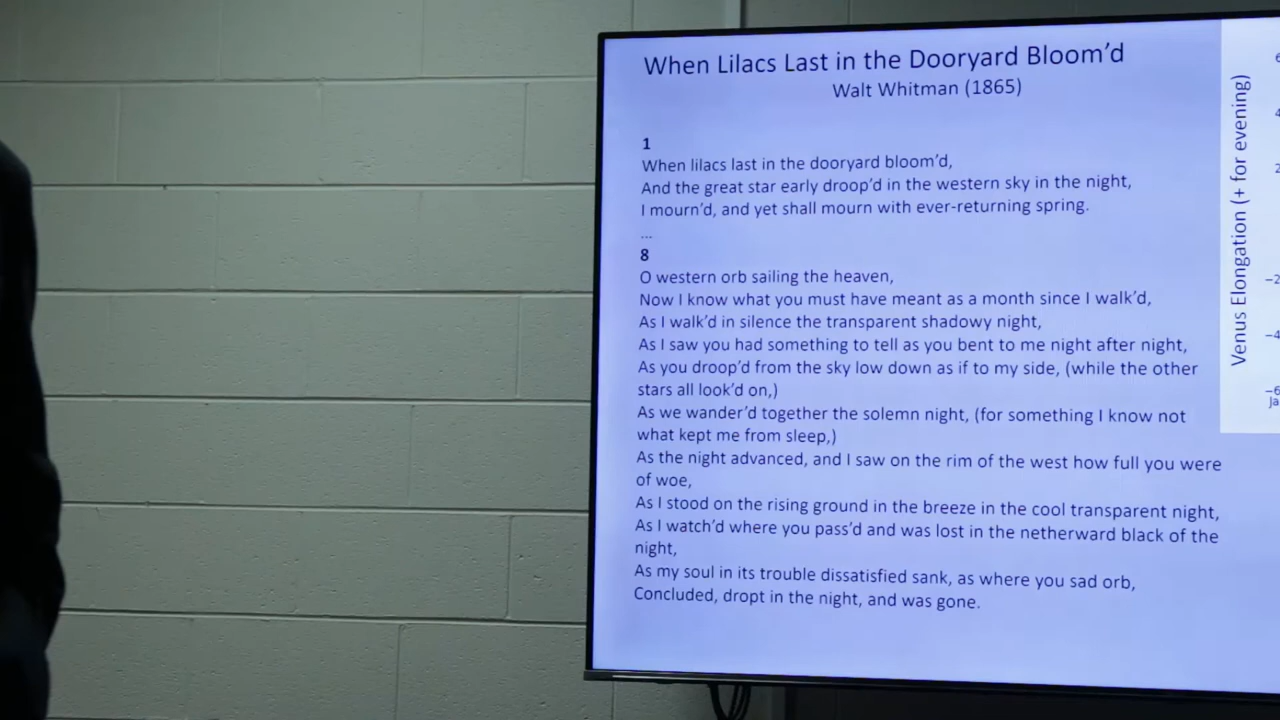 When Lilacs Last in the Dooryard Bloom’d
Walt Whitman (1865)
1
When lilacs last in the dooryard bloom’d,
And the great star early droop’d in the western sky in the night,
I mourn’d, and yet shall mourn with ever-returning spring.
...
8
O western orb sailing the heaven,
Now I know what you must have meant as a month since I walk’d,
As I walk’d in silence the transparent shadowy night,
As I saw you had something to tell as you bent to me night after night,
As you droop’d from the sky low down as if to my side, (while the other
stars all look’d on,)
As we wander’d together the solemn night, (for something I know not
what kept me from sleep,)
As the night advanced, and I saw on the rim of the west how full you were
of woe,
As I stood on the rising ground in the breeze in the cool transparent night,
As I watch’d where you pass’d and was lost in the netherward black of the
night,
As my soul in its trouble dissatisfied sank, as where you sad orb,
Concluded, dropt in the night, and was gone.
Venus Elongation (+ for evening)